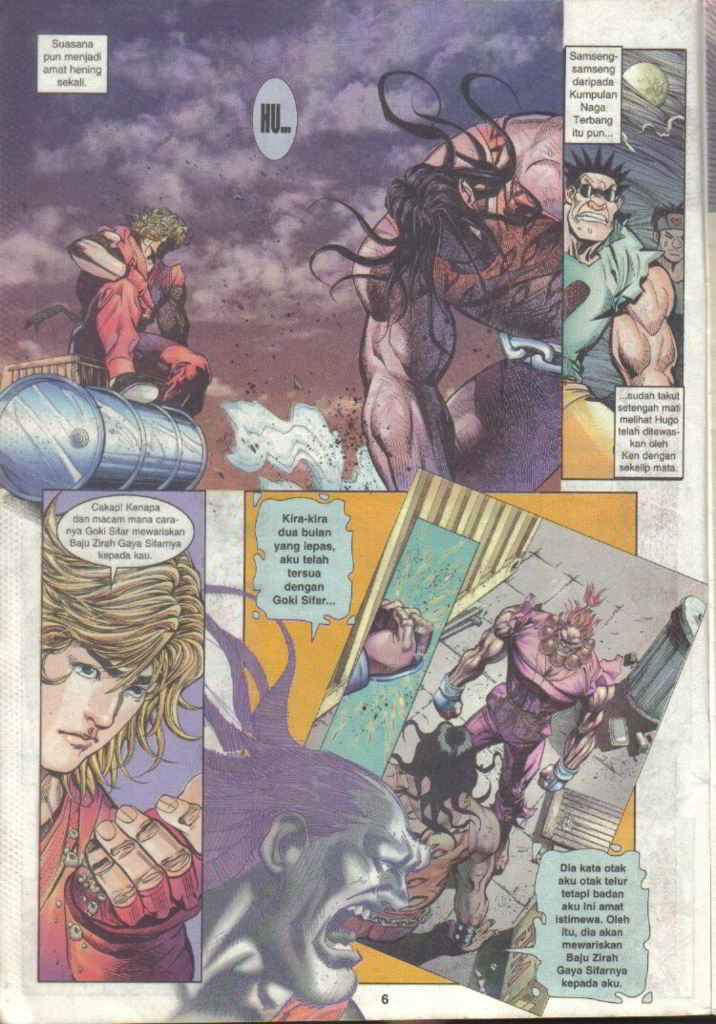 Suasana
pun menjadi
amat hening
sekali.
HU...
Samseng-
samseng
daripada
Kumpulan
Naga
Terbang
itu pun...
...sudah takut
setengah mati
melihat Hugo
telah ditewas-
kan oleh
Ken dengan
sekelip mata.
Cakap! Kenapa
dan macam mana cara-
nya Goki Sifar mewariskan
Baju Zirah Gaya Sifarnya
kepada kau.
Kira-kira
dua bulan
yang lepas,
aku telah
tersua
dengan
Goki Sifar...
Dia kata otak
aku otak telur
tetapi badan
aku ini amat
istimewa. Oleh
itu, dia akan
mewariskan
Baju Zirah
Gaya Sifarnya
kepada aku.
6